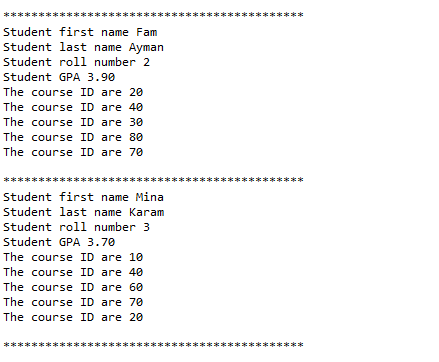 *******************************************
Student first name Fam
Student last name Ayman
Student roll number 2
Student GPA 3.90
The course ID are 20
The course ID are 40
The course ID are 30
The course ID are 80
The course ID are 70
*******************************************
Student first name Mina
Student last name Karam
Student roll number 3
Student GPA 3.70
The course ID are 10
The course ID are 40
The course ID are 60
The course ID are 70
The course ID are 20
*******************************************